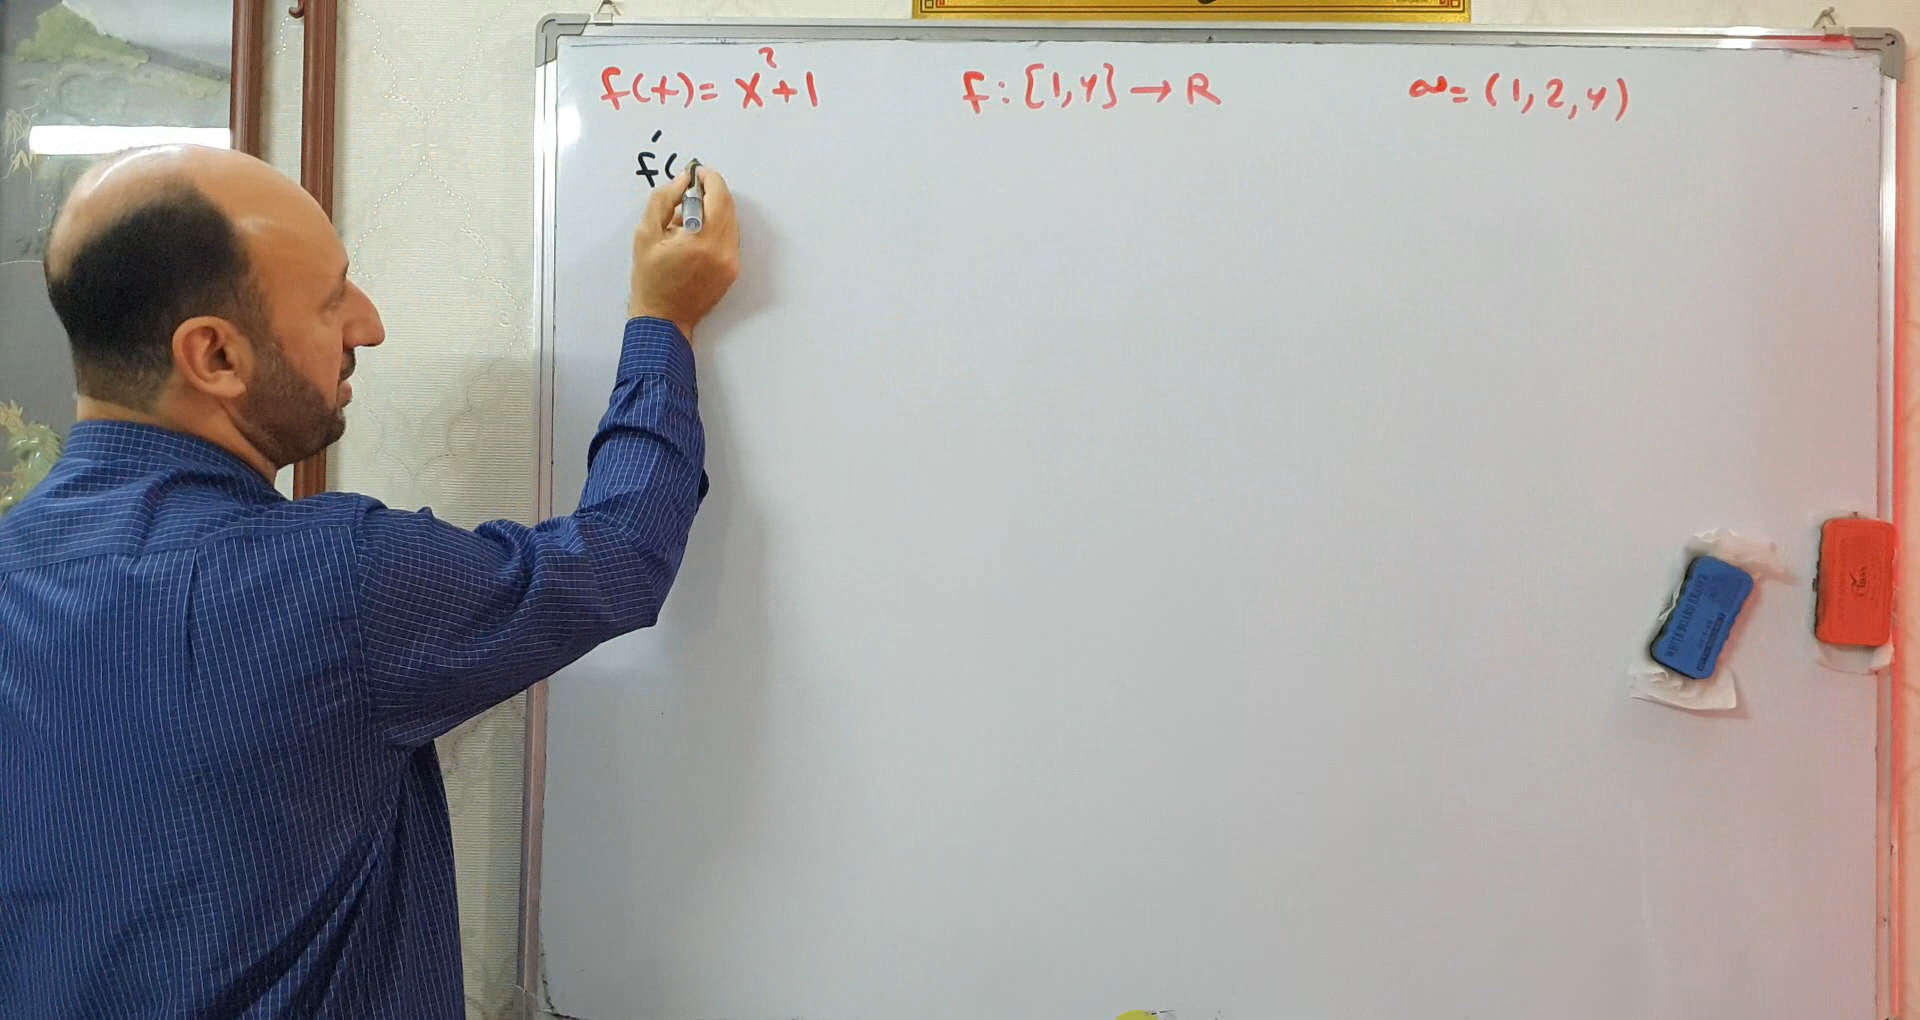 f(x)= x²+1 f: [1,4] → R σ= (1,2,4)
f'(